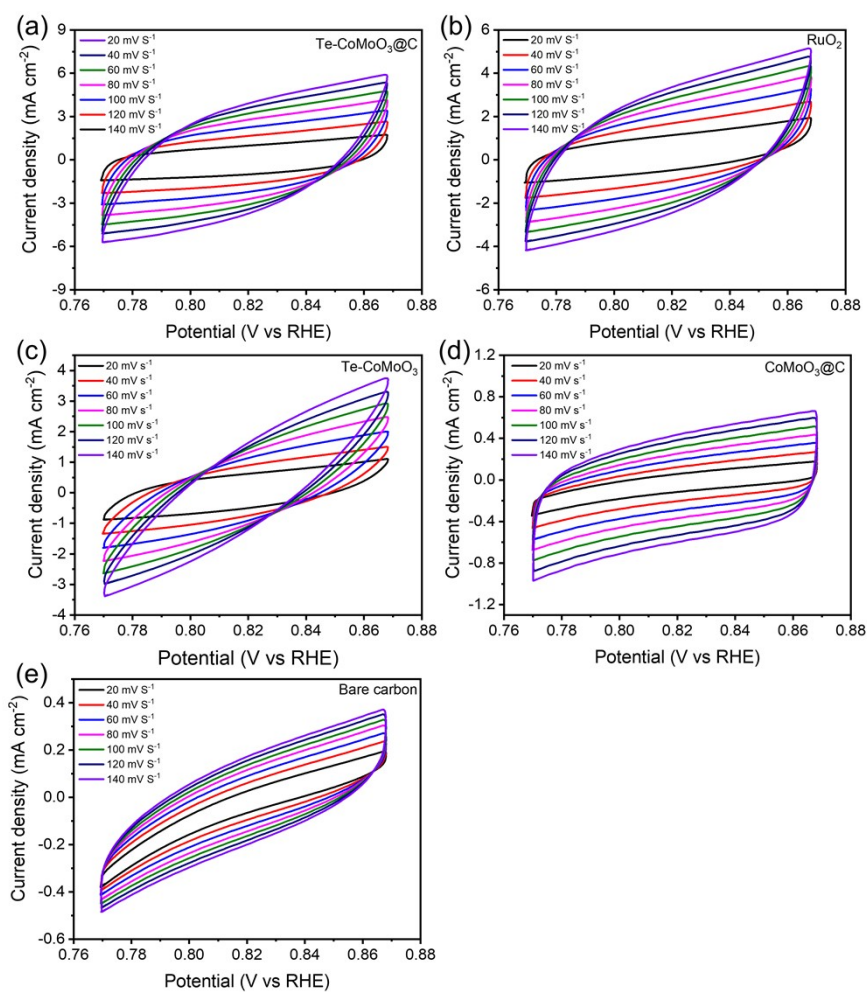 (a)
20 mV S⁻¹
40 mV S⁻¹
60 mV S⁻¹
80 mV S⁻¹
100 mV S⁻¹
120 mV S⁻¹
140 mV S⁻¹
Te-CoMoO₃@C
9
6
3
0
-3
-6
-9
Current density (mA cm⁻²)
0.76 0.78 0.80 0.82 0.84 0.86 0.88
Potential (V vs RHE)
(b)
20 mV S⁻¹
40 mV S⁻¹
60 mV S⁻¹
80 mV S⁻¹
100 mV S⁻¹
120 mV S⁻¹
140 mV S⁻¹
RuO₂
6
4
2
0
-2
-4
-6
Current density (mA cm⁻²)
0.76 0.78 0.80 0.82 0.84 0.86 0.88
Potential (V vs RHE)
(c)
20 mV s⁻¹
40 mV s⁻¹
60 mV s⁻¹
80 mV s⁻¹
100 mV s⁻¹
120 mV s⁻¹
140 mV s⁻¹
Te-CoMoO₃
4
3
2
1
0
-1
-2
-3
-4
Current density (mA cm⁻²)
0.76 0.78 0.80 0.82 0.84 0.86 0.88
Potential (V vs RHE)
(d)
20 mV s⁻¹
40 mV s⁻¹
60 mV s⁻¹
80 mV s⁻¹
100 mV s⁻¹
120 mV s⁻¹
140 mV s⁻¹
CoMoO₃@C
1.2
0.8
0.4
0.0
-0.4
-0.8
-1.2
Current density (mA cm⁻²)
0.76 0.78 0.80 0.82 0.84 0.86 0.88
Potential (V vs RHE)
(e)
20 mV S⁻¹
40 mV S⁻¹
60 mV S⁻¹
80 mV S⁻¹
100 mV S⁻¹
120 mV S⁻¹
140 mV S⁻¹
Bare carbon
0.4
0.2
0.0
-0.2
-0.4
-0.6
Current density (mA cm⁻²)
0.76 0.78 0.80 0.82 0.84 0.86 0.88
Potential (V vs RHE)